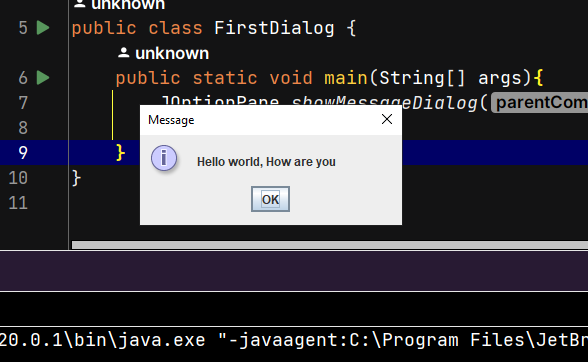 unknown
5 public class FirstDialog {
unknown
6 public static void main(String[] args){
7 JOptionPane.showMessageDialog( parentCom
Message
8
Hello world, How are you
9 }
10 }
OK
11
20.0.1\bin\java.exe "-javaagent:C:\Program Files\JetBr